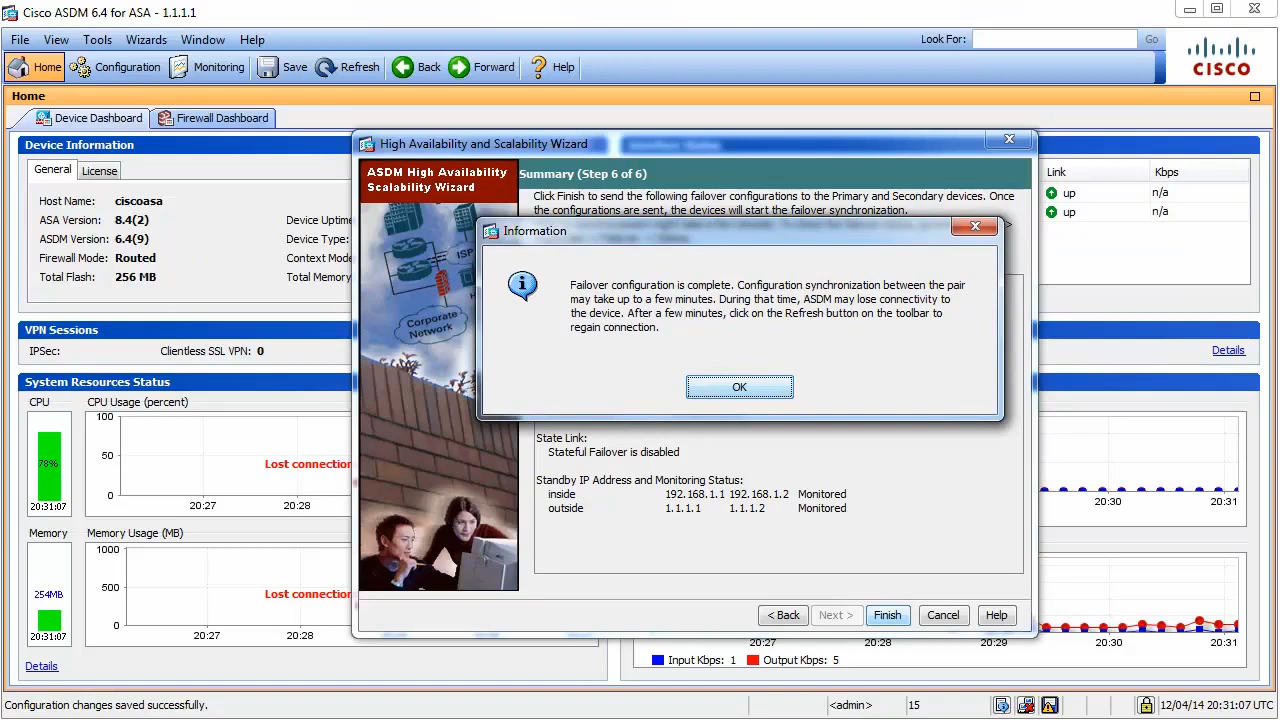 Cisco ASDM 6.4 for ASA - 1.1.1.1
File View Tools Wizards Window Help
Look For: Go
Home Configuration Monitoring Save Refresh Back Forward Help
CISCO
Home
Device Dashboard Firewall Dashboard
Device Information
General License
Host Name: ciscoasa
ASA Version: 8.4(2) Device Uptime
ASDM Version: 6.4(9) Device Type:
Firewall Mode: Routed Context Mode
Total Flash: 256 MB Total Memory
Link Kbps
up n/a
up n/a
VPN Sessions
IPSec: Clientless SSL VPN: 0
Details
System Resources Status
CPU CPU Usage (percent)
100
50
0
78%
20:31:07
Lost connection
20:27 20:28
Memory Memory Usage (MB)
1000
500
0
254MB
20:31:07
Lost connection
20:27 20:28
Details
20:30 20:31
20:27 20:28 20:29 20:30 20:31
Input Kbps: 1 Output Kbps: 5
High Availability and Scalability Wizard
ASDM High Availability
Scalability Wizard
ISP
Corporate
Network
Summary (Step 6 of 6)
Click Finish to send the following failover configurations to the Primary and Secondary devices. Once
the configurations are sent, the devices will start the failover synchronization.
Information
Failover configuration is complete. Configuration synchronization between the pair
may take up to a few minutes. During that time, ASDM may lose connectivity to
the device. After a few minutes, click on the Refresh button on the toolbar to
regain connection.
OK
State Link:
Stateful Failover is disabled
Standby IP Address and Monitoring Status:
inside 192.168.1.1 192.168.1.2 Monitored
outside 1.1.1.1 1.1.1.2 Monitored
< Back Next > Finish Cancel Help
Configuration changes saved successfully.
<admin> 15 12/04/14 20:31:07 UTC